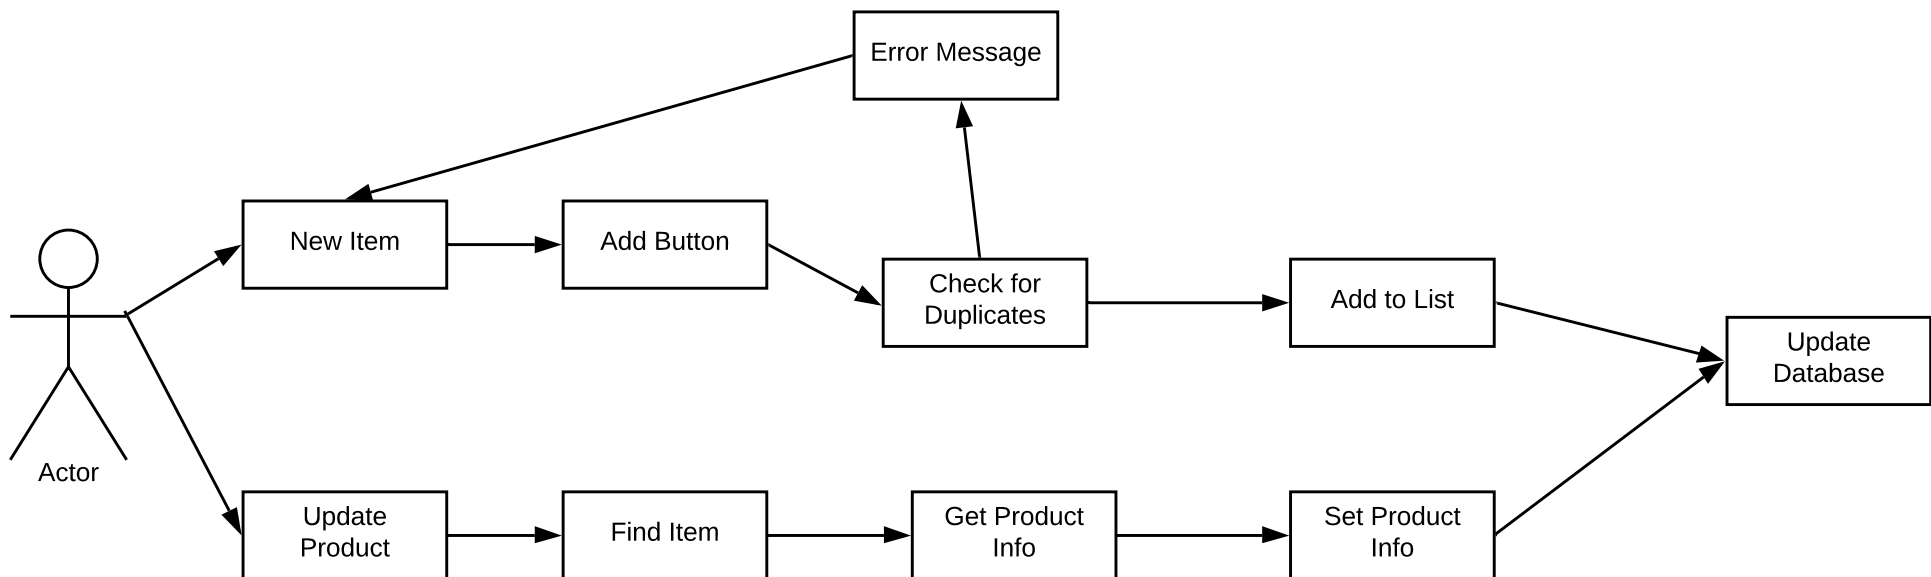 Error Message
New Item
Add Button
Check for
Duplicates
Add to List
Update
Database
Actor
Update
Product
Find Item
Get Product
Info
Set Product
Info